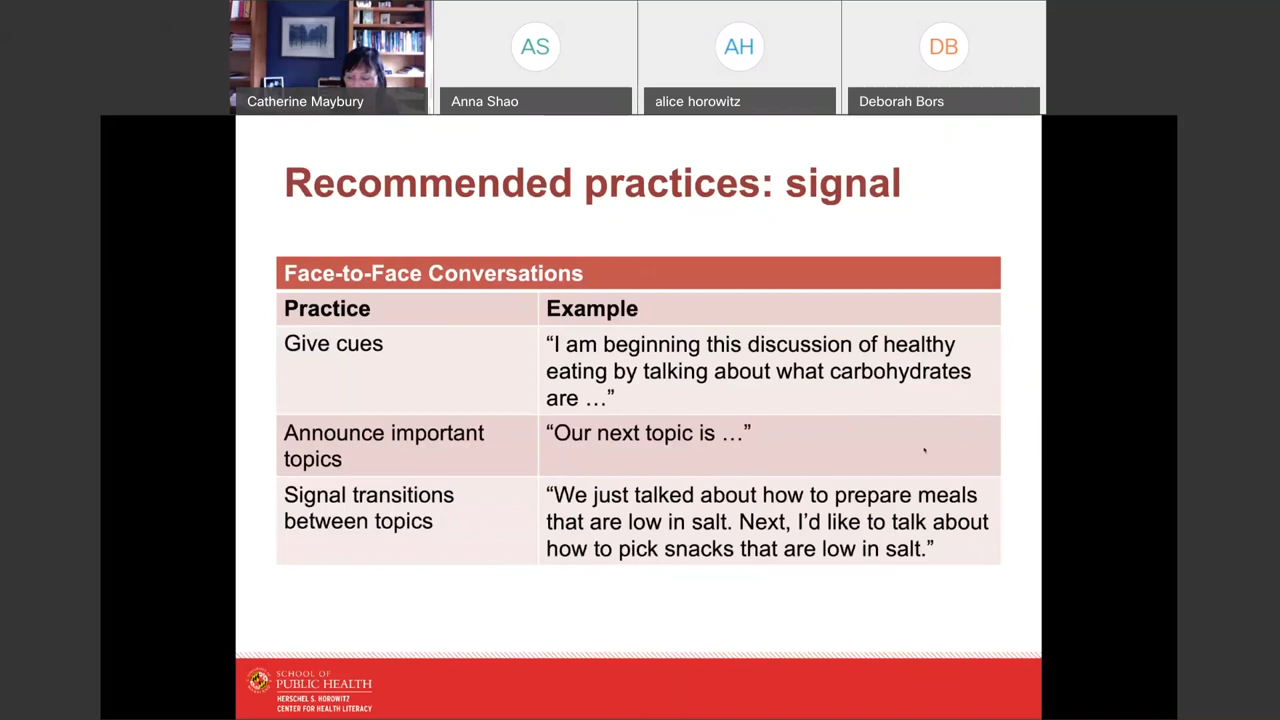 AS
AH
DB
Catherine Maybury
Anna Shao
alice horowitz
Deborah Bors
Recommended practices: signal
Face-to-Face Conversations
Practice
Example
Give cues
“I am beginning this discussion of healthy
eating by talking about what carbohydrates
are …”
Announce important
topics
“Our next topic is …”
Signal transitions
between topics
“We just talked about how to prepare meals
that are low in salt. Next, I’d like to talk about
how to pick snacks that are low in salt.”
SCHOOL OF
PUBLIC HEALTH
HERSCHEL S. HOROWITZ
CENTER FOR HEALTH LITERACY